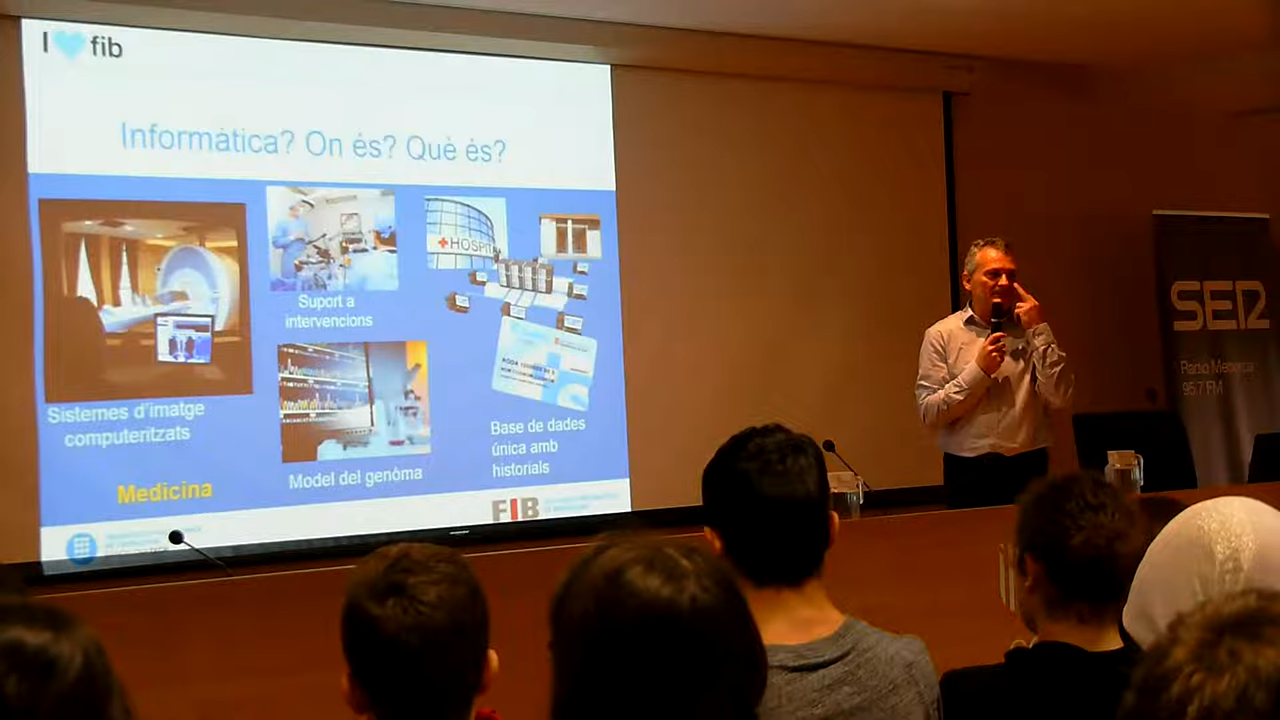 I fib
Informàtica? On és? Què és?
+HOSPITA
Suport a
intervencions
Sistemes d'imatge
computeritzats
Model del genòma
Base de dades
única amb
historials
Medicina
FIB
SER
Radio Menorca
95.7 FM